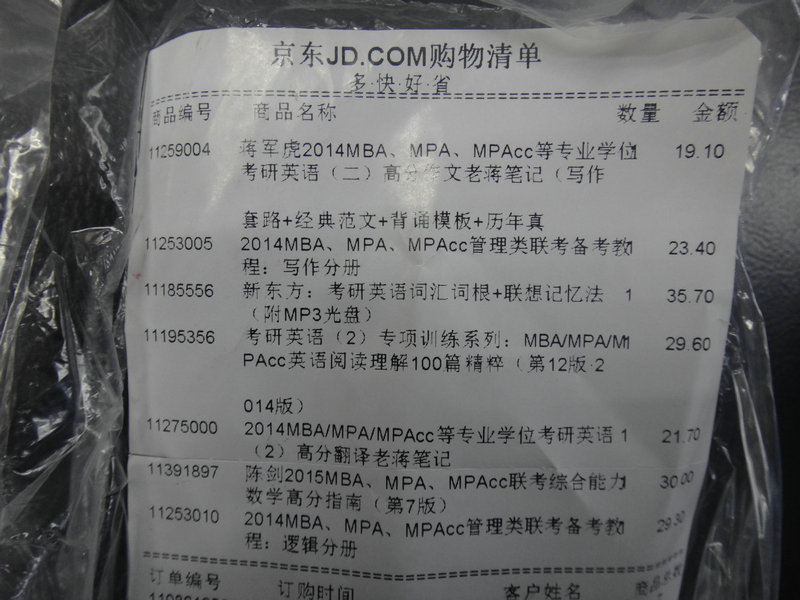 京东JD.COM购物清单
多·快·好·省
商品编号 商品名称 数量 金额
11259004 蒋军虎2014MBA、MPA、MPAcc等专业学位1 19.10
考研英语（二）高分作文老蒋笔记（写作
套路+经典范文+背诵模板+历年真
11253005 2014MBA、MPA、MPAcc管理类联考备考教1 23.40
程：写作分册
11185556 新东方：考研英语词汇词根+联想记忆法 1 35.70
（附MP3光盘）
11195356 考研英语（2）专项训练系列：MBA/MPA/M1 29.60
PAcc英语阅读理解100篇精粹（第12版·2
014版）
11275000 2014MBA/MPA/MPAcc等专业学位考研英语 1 21.70
（2）高分翻译老蒋笔记
11391897 陈剑2015MBA、MPA、MPAcc联考综合能力1 30.00
数学高分指南（第7版）
11253010 2014MBA、MPA、MPAcc管理类联考备考教1 29.30
程：逻辑分册
订单编号 订购时间 客户姓名